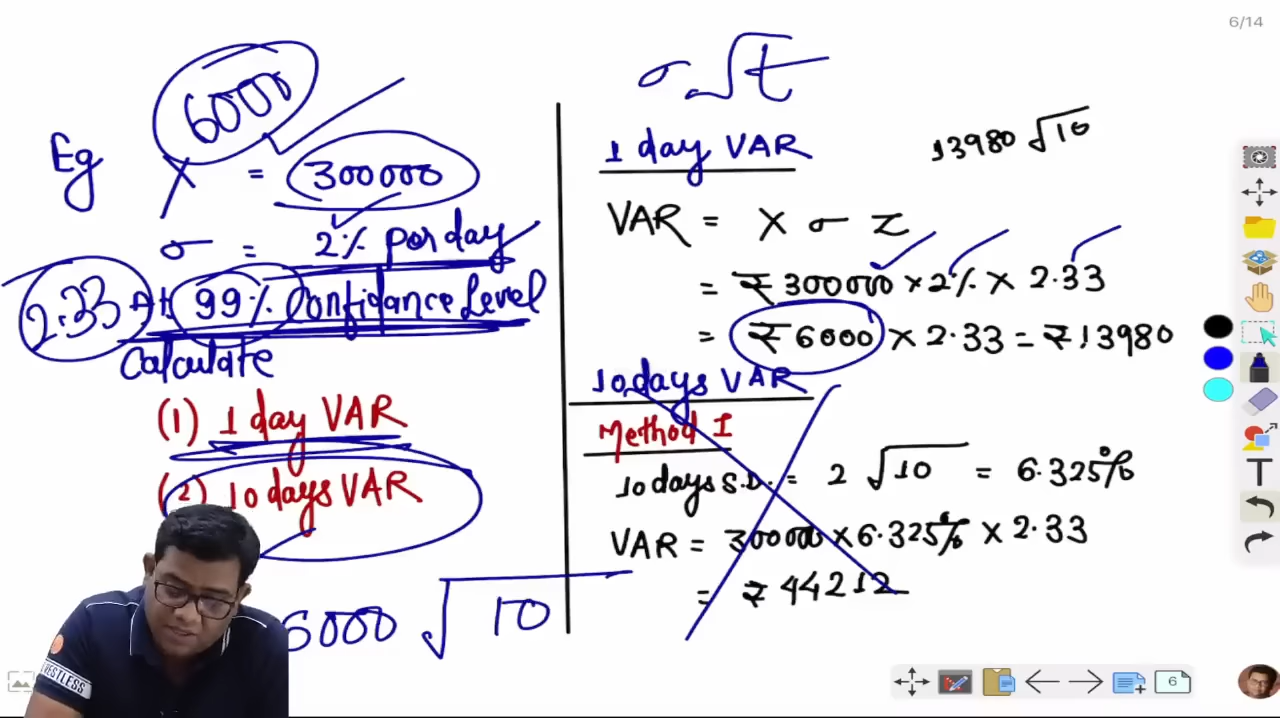 6/14
6000
Eg X = 300000
σ = 2% per day
2.33 At 99% Confidance Level
Calculate
(1) 1 day VAR
(2) 10 days VAR
6000 √10
σ √t
1 day VAR
13980 √10
VAR = X σ Z
= ₹ 300000 × 2% × 2.33
= ₹ 6000 × 2.33 = ₹ 13980
10 days VAR
Method I
10 days S.D. = 2 √10 = 6.325%
VAR = 300000 × 6.325% × 2.33
= ₹ 44212
T
6